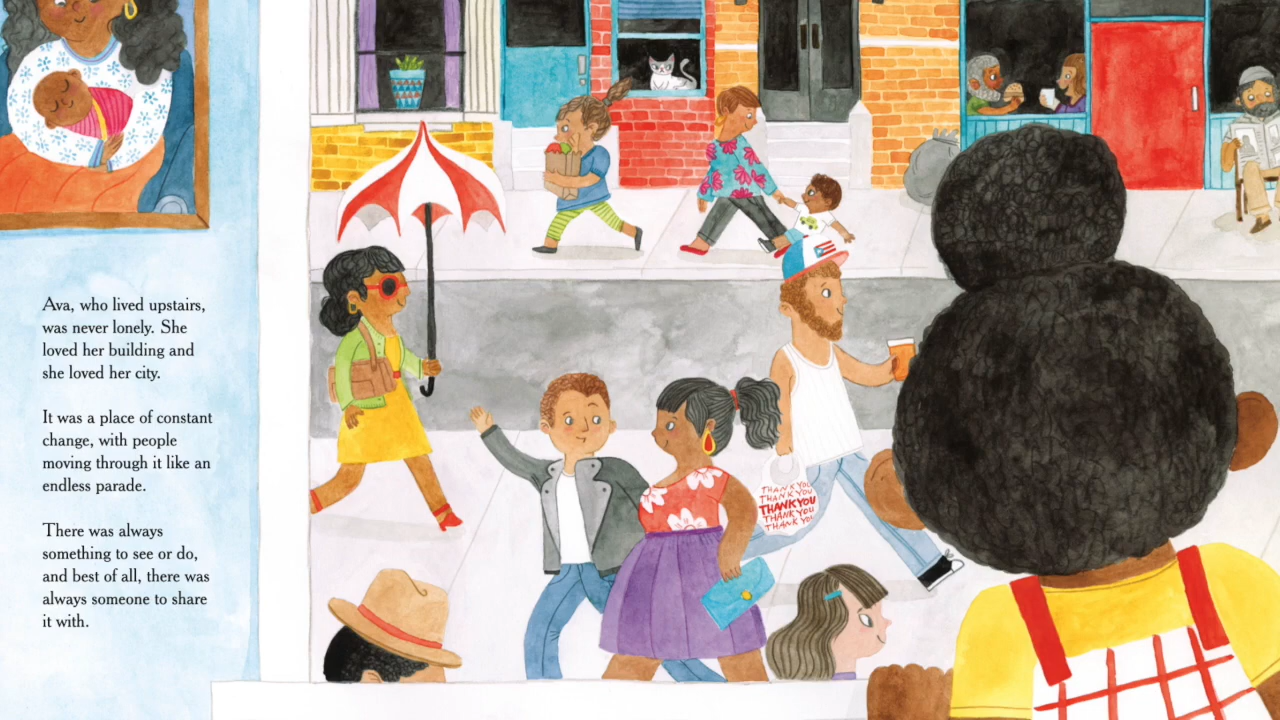 Ava, who lived upstairs,
was never lonely. She
loved her building and
she loved her city.
It was a place of constant
change, with people
moving through it like an
endless parade.
There was always
something to see or do,
and best of all, there was
always someone to share
it with.
THANK YOU
THANK YOU
THANK YOU
THANK YOU
THANK YOU